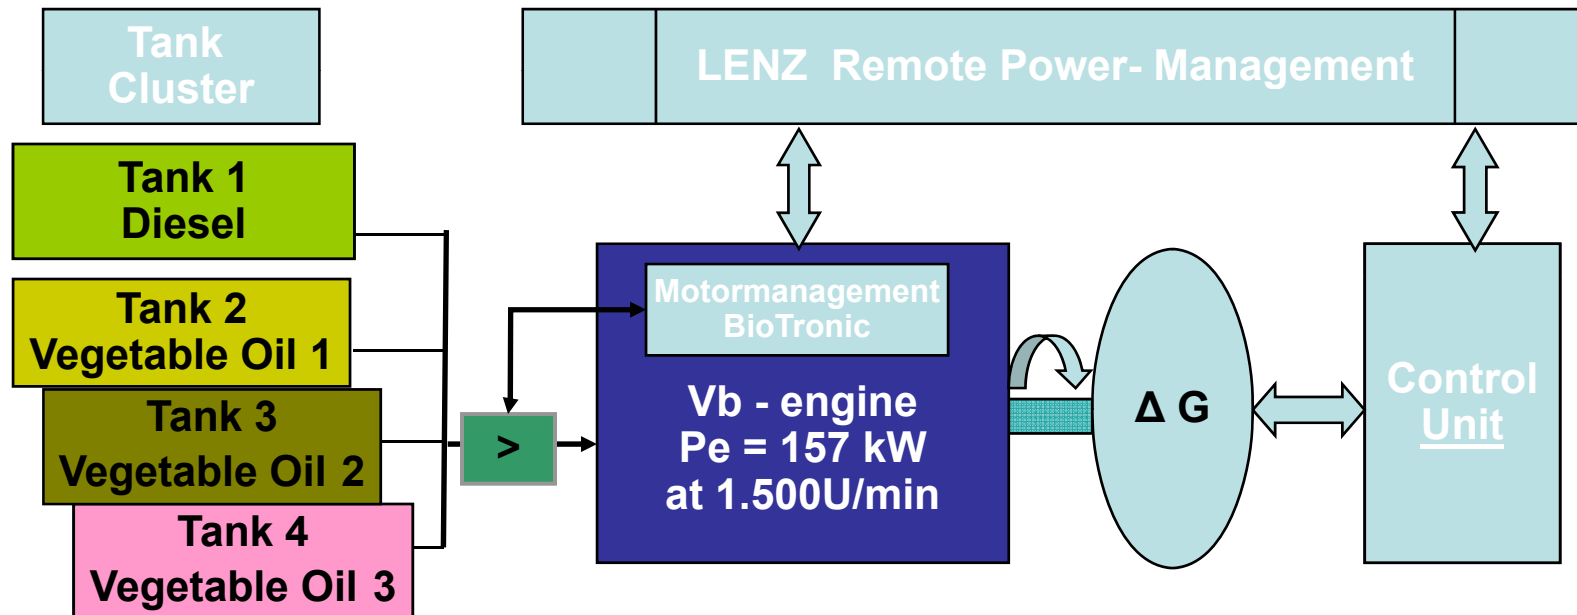 Tank
Cluster
LENZ Remote Power- Management
Tank 1
Diesel
Tank 2
Vegetable Oil 1
Tank 3
Vegetable Oil 2
Tank 4
Vegetable Oil 3
>
Motormanagement
BioTronic
Vb - engine
Pe = 157 kW
at 1.500U/min
Δ G
Control
Unit